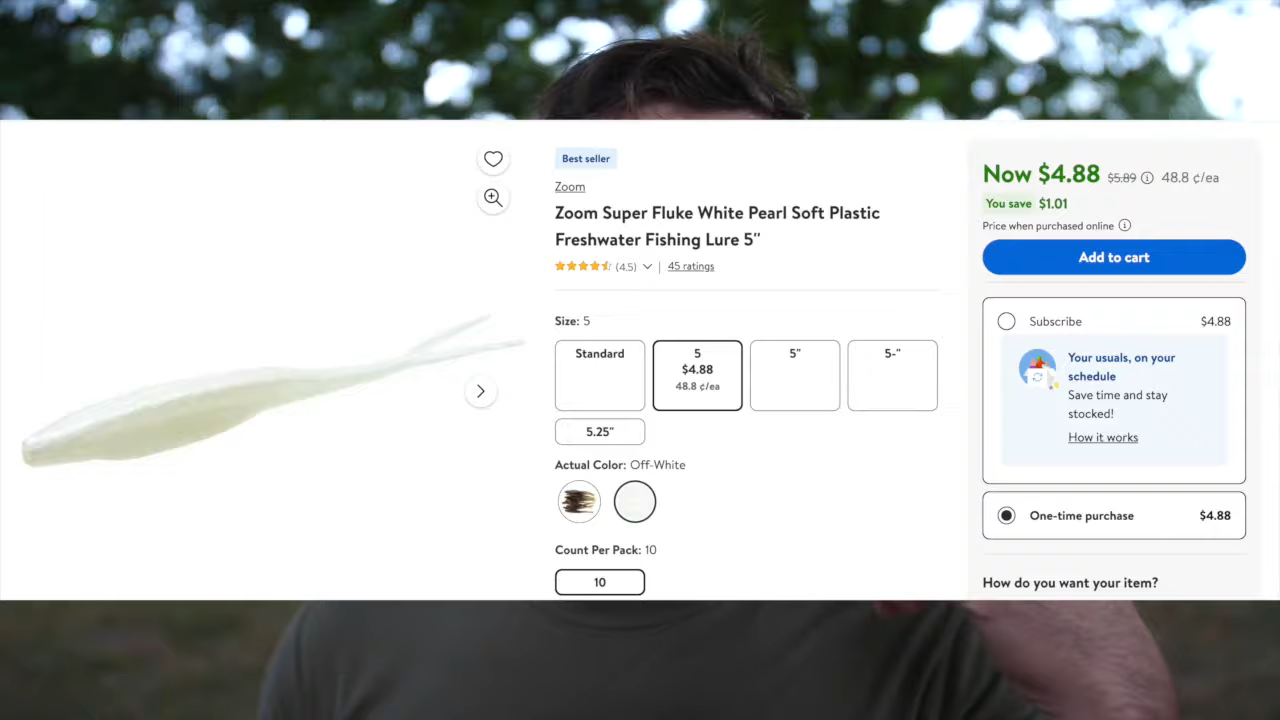 Best seller
Zoom
Zoom Super Fluke White Pearl Soft Plastic
Freshwater Fishing Lure 5"
(4.5) | 45 ratings
Size: 5
Standard
5
$4.88
48.8 ¢/ea
5"
5-"
5.25"
Actual Color: Off-White
Count Per Pack: 10
10
Now $4.88 $5.89 48.8 ¢/ea
You save $1.01
Price when purchased online
Add to cart
Subscribe $4.88
Your usuals, on your
schedule
Save time and stay
stocked!
How it works
One-time purchase $4.88
How do you want your item?